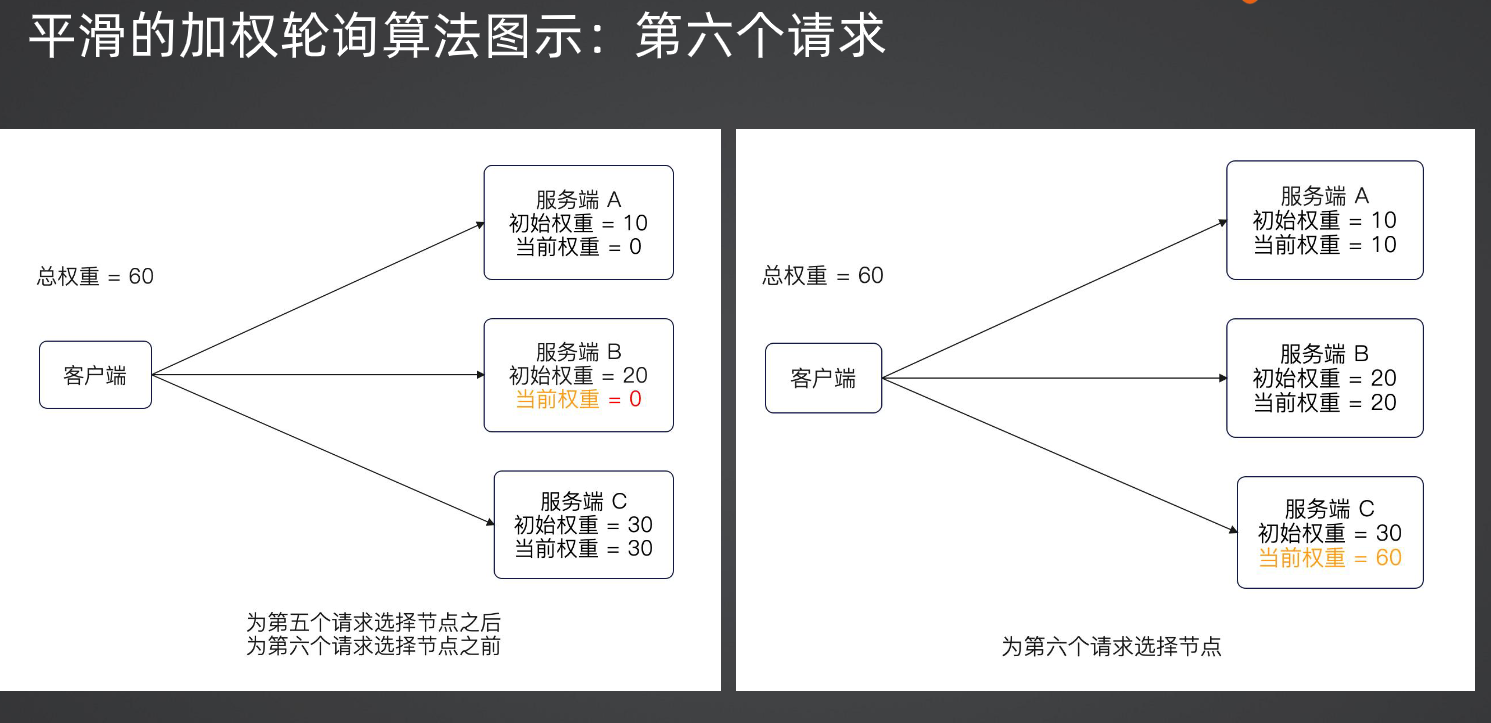 平滑的加权轮询算法图示：第六个请求
总权重 = 60
客户端
服务端 A
初始权重 = 10
当前权重 = 0
服务端 B
初始权重 = 20
当前权重 = 0
服务端 C
初始权重 = 30
当前权重 = 30
为第五个请求选择节点之后
为第六个请求选择节点之前
总权重 = 60
客户端
服务端 A
初始权重 = 10
当前权重 = 10
服务端 B
初始权重 = 20
当前权重 = 20
服务端 C
初始权重 = 30
当前权重 = 60
为第六个请求选择节点